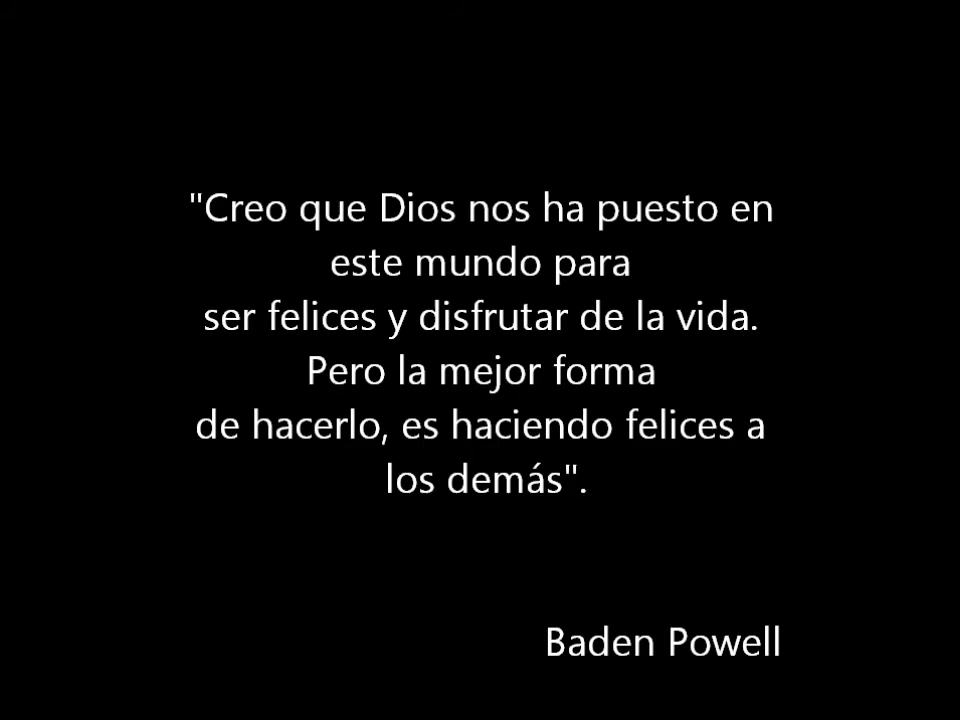 "Creo que Dios nos ha puesto en
este mundo para
ser felices y disfrutar de la vida.
Pero la mejor forma
de hacerlo, es haciendo felices a
los demás".
Baden Powell